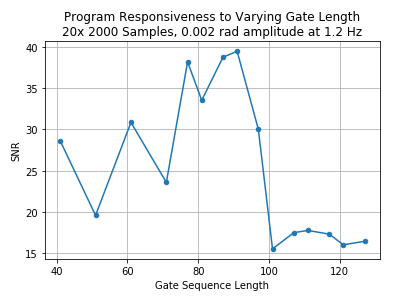 Program Responsiveness to Varying Gate Length
20x 2000 Samples, 0.002 rad amplitude at 1.2 Hz
40
35
30
25
20
15
SNR
40
60
80
100
120
Gate Sequence Length